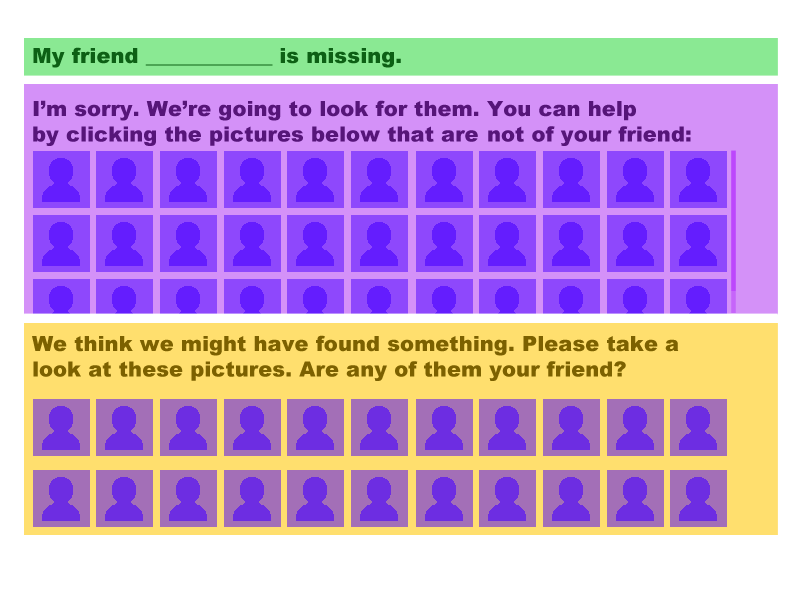 My friend ____________ is missing.
I’m sorry. We’re going to look for them. You can help
by clicking the pictures below that are not of your friend:
We think we might have found something. Please take a
look at these pictures. Are any of them your friend?